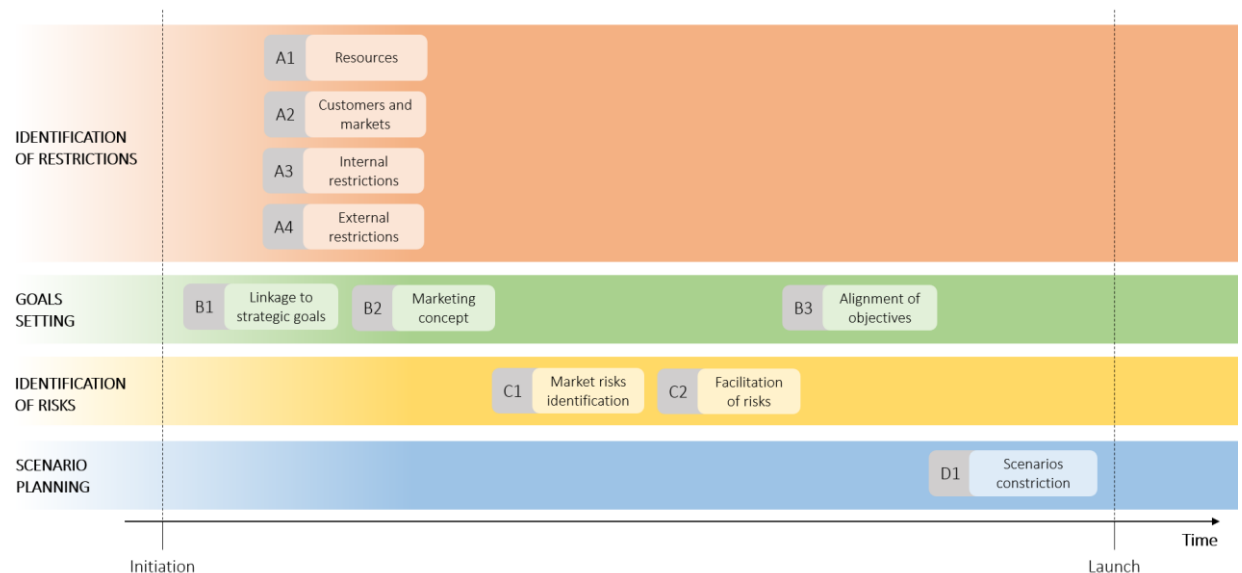 IDENTIFICATION
OF RESTRICTIONS
A1
Resources
A2
Customers and
markets
A3
Internal
restrictions
A4
External
restrictions
GOALS
SETTING
B1
Linkage to
strategic goals
B2
Marketing
concept
B3
Alignment of
objectives
IDENTIFICATION
OF RISKS
C1
Market risks
identification
C2
Facilitation
of risks
SCENARIO
PLANNING
D1
Scenarios
constriction
Time
Initiation
Launch